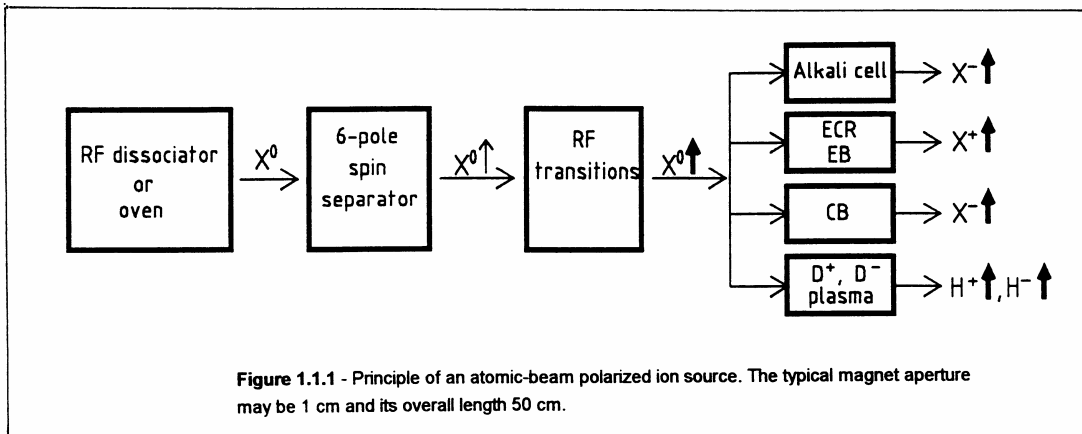 RF dissociator
or
oven
X⁰
6-pole
spin
separator
X⁰↑
RF
transitions
X⁰⬆
Alkali cell
X⁻⬆
ECR
EB
X⁺⬆
CB
X⁻⬆
D⁺, D⁻
plasma
H⁺⬆, H⁻⬆
Figure 1.1.1 - Principle of an atomic-beam polarized ion source. The typical magnet aperture
may be 1 cm and its overall length 50 cm.